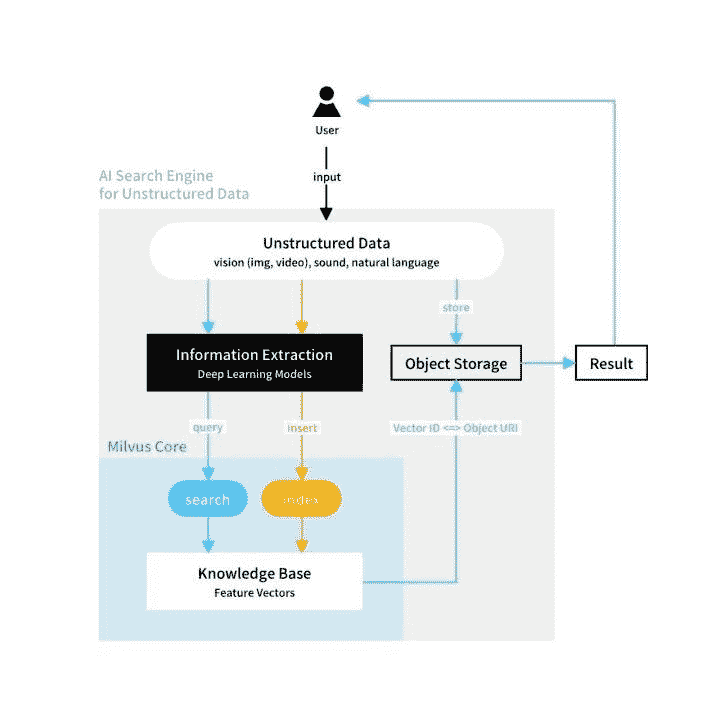 User
input
AI Search Engine
for Unstructured Data
Unstructured Data
vision (img, video), sound, natural language
store
Information Extraction
Deep Learning Models
Object Storage
Result
query
insert
Vector ID <=> Object URI
Milvus Core
search
index
Knowledge Base
Feature Vectors